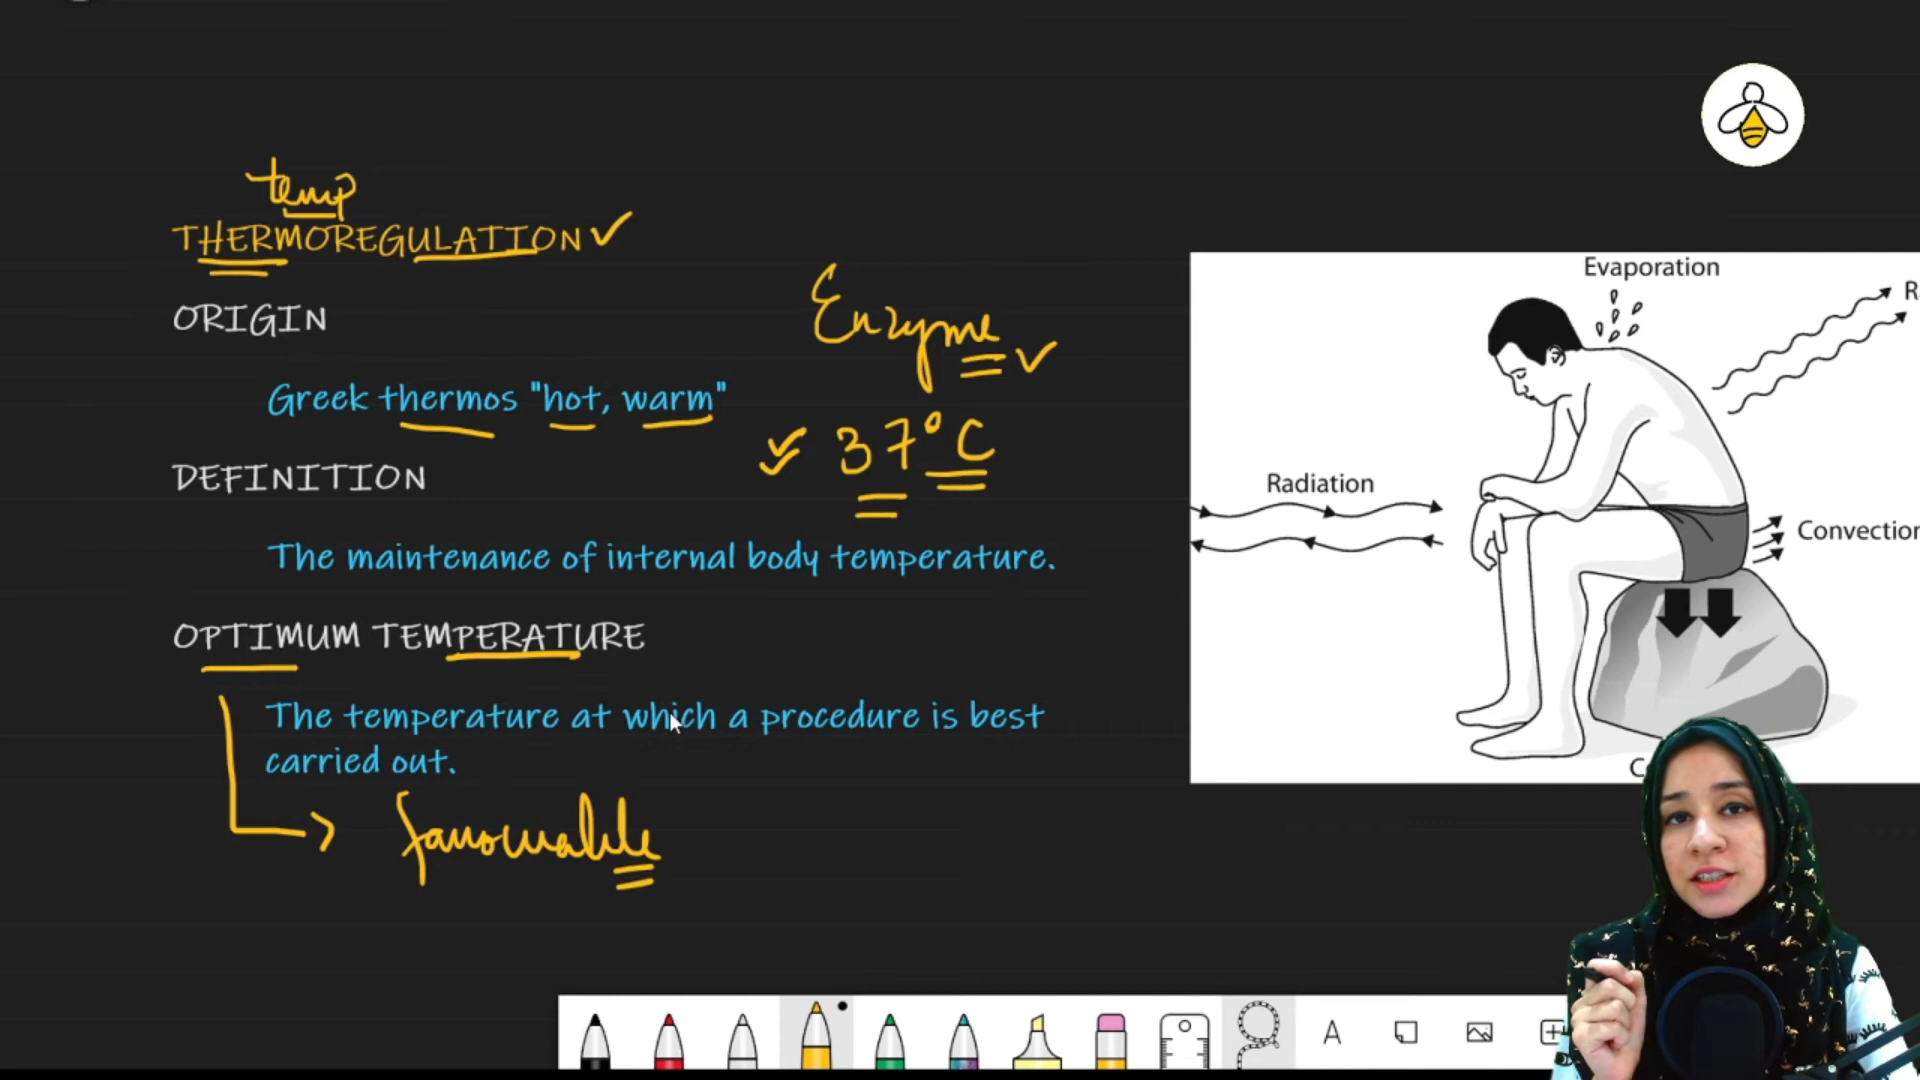 temp
THERMOREGULATION
ORIGIN
Greek thermos "hot, warm"
Enzyme
37°C
DEFINITION
The maintenance of internal body temperature.
OPTIMUM TEMPERATURE
The temperature at which a procedure is best
carried out.
favourable
Evaporation
R
Radiation
Convection
C
A